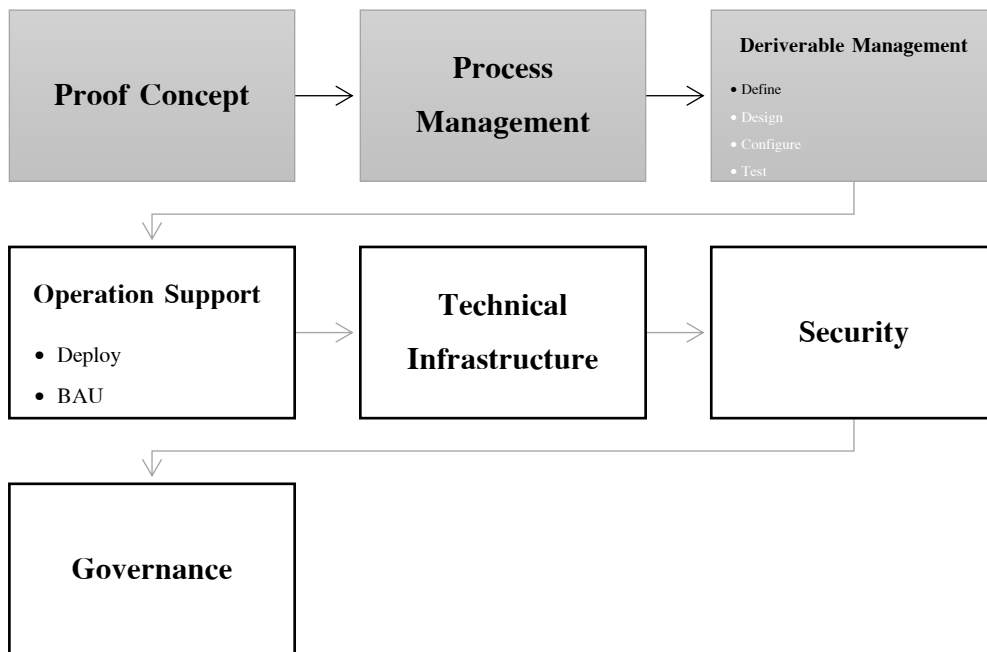 Proof Concept
Process
Management
Deriverable Management
• Define
• Design
• Configure
• Test
Operation Support
• Deploy
• BAU
Technical
Infrastructure
Security
Governance